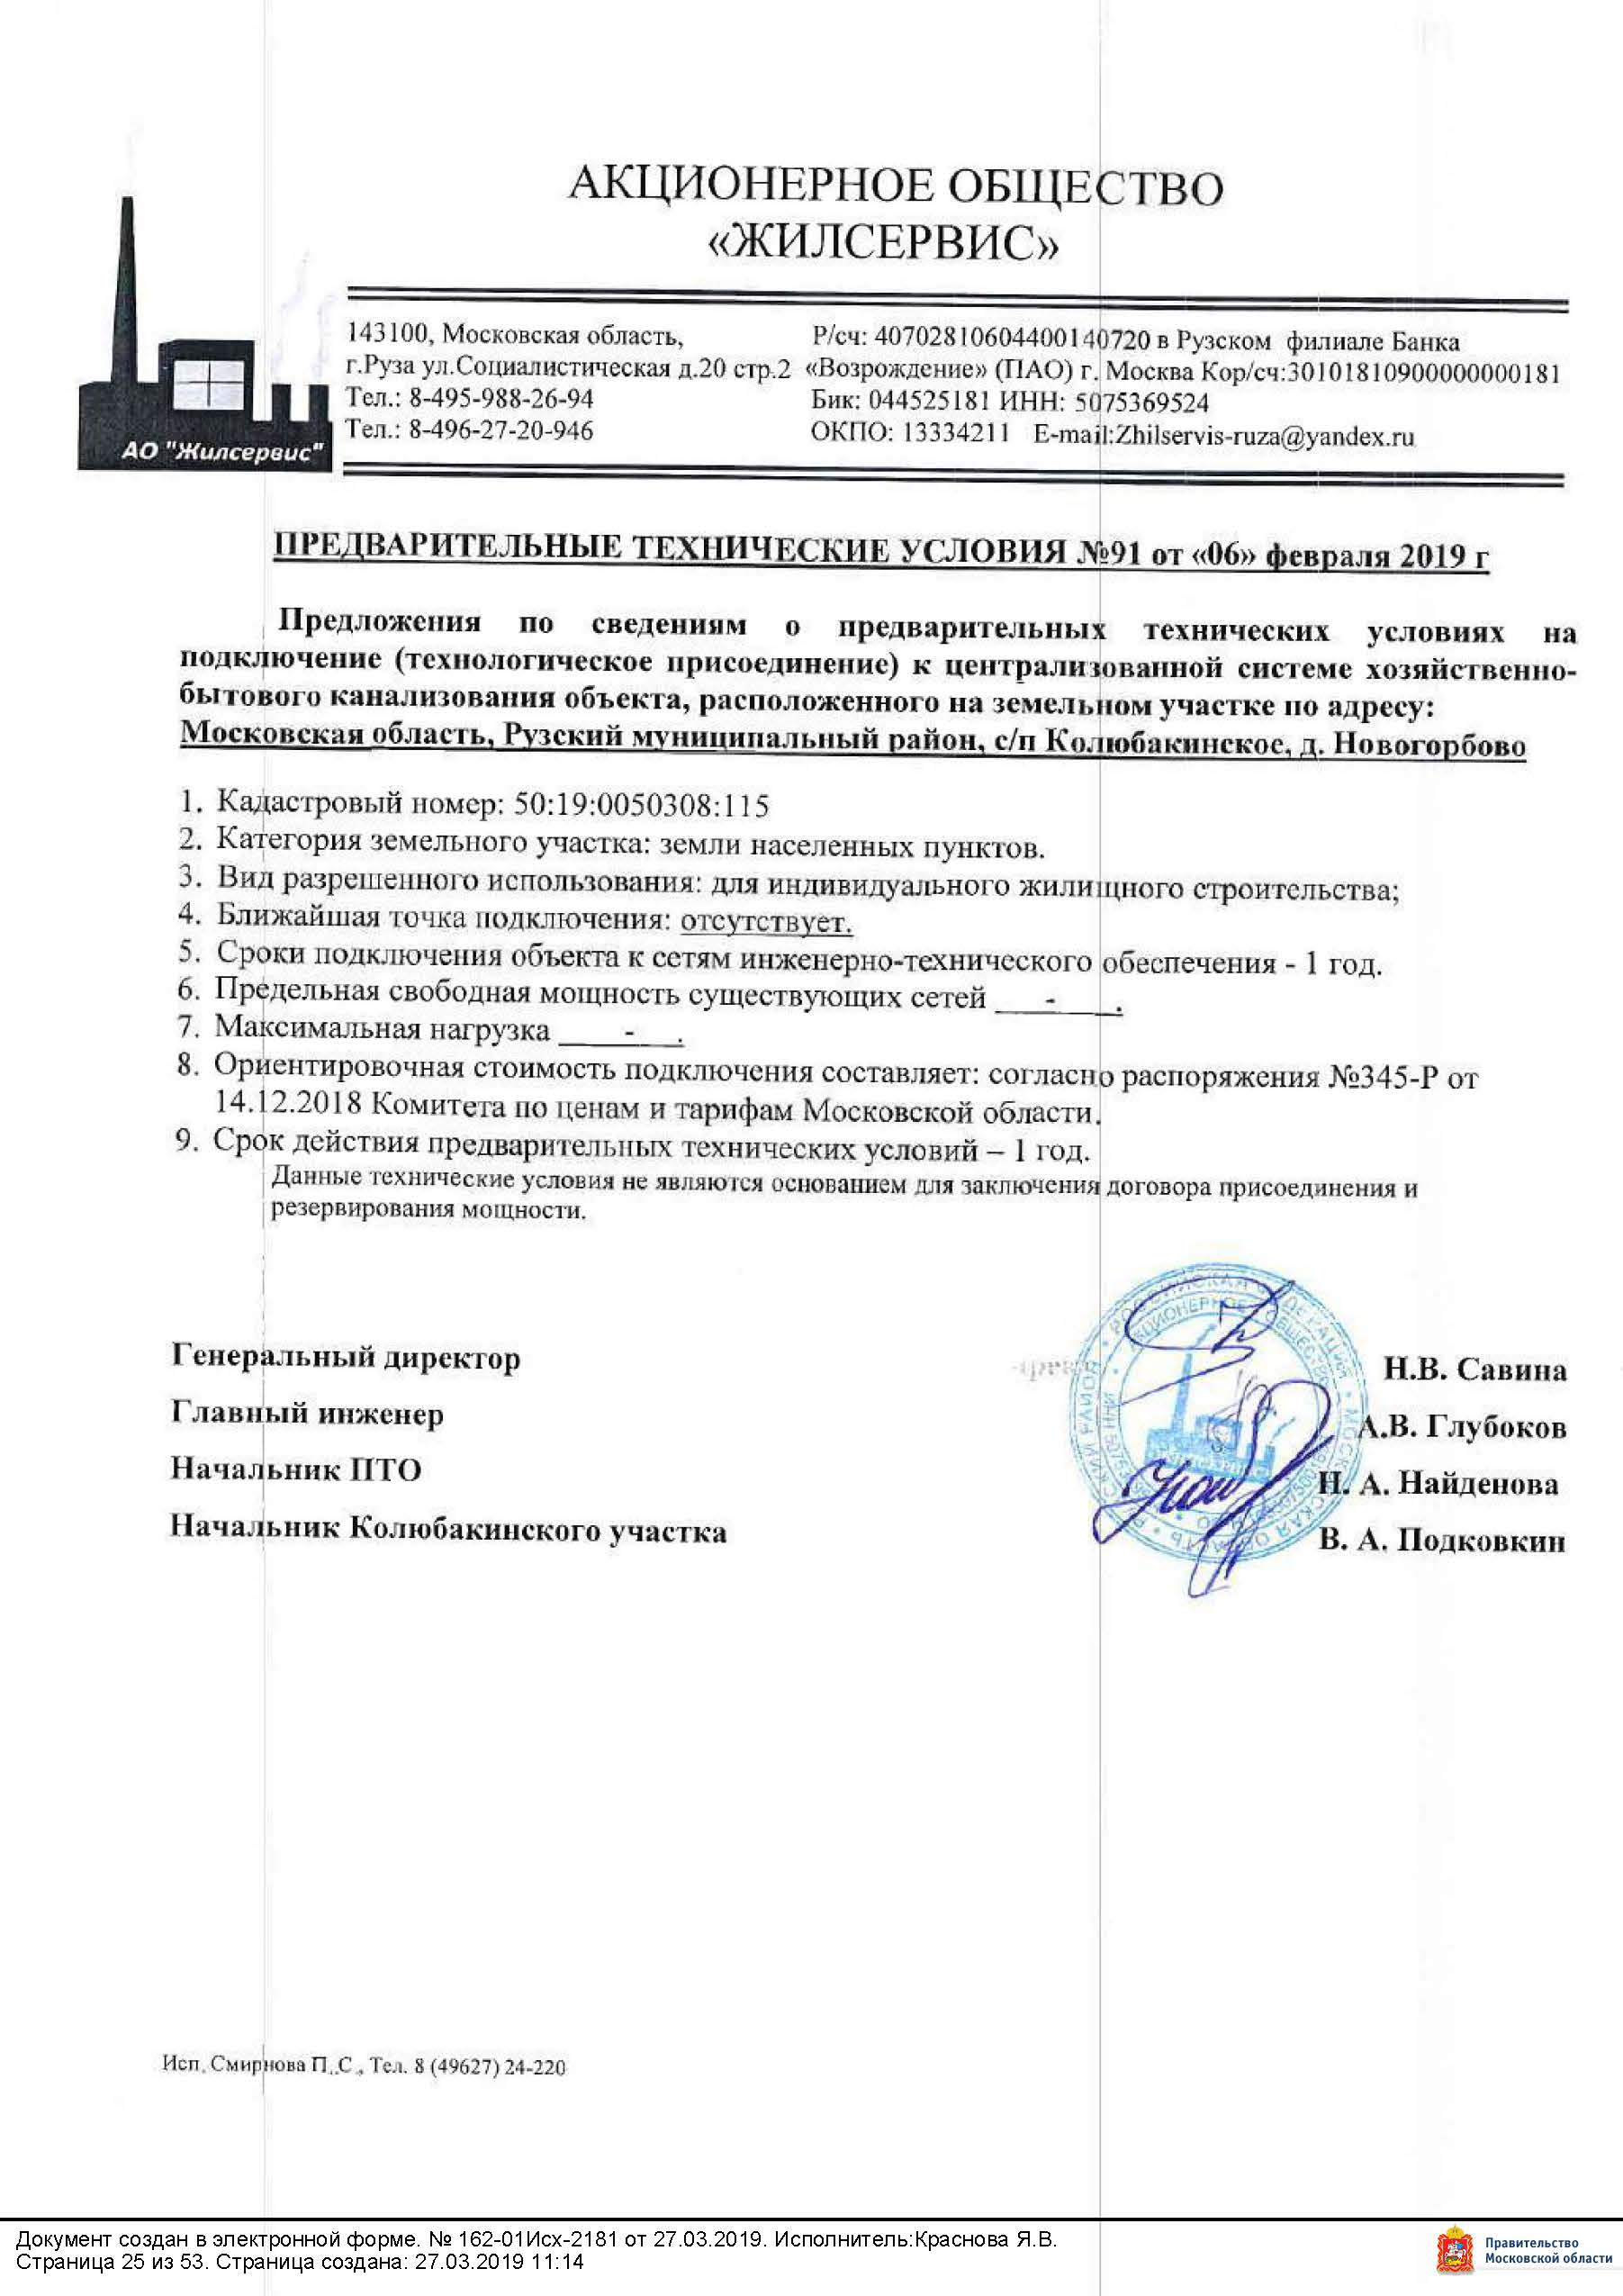 АКЦИОНЕРНОЕ ОБЩЕСТВО
«ЖИЛСЕРВИС»
АО "Жилсервис"
143100, Московская область,
г.Руза ул.Социалистическая д.20 стр.2
Тел.: 8-495-988-26-94
Тел.: 8-496-27-20-946
Р/сч: 40702810604400140720 в Рузском филиале Банка
«Возрождение» (ПАО) г. Москва Кор/сч:30101810900000000181
Бик: 044525181 ИНН: 5075369524
ОКПО: 13334211 E-mail:Zhilservis-ruza@yandex.ru
ПРЕДВАРИТЕЛЬНЫЕ ТЕХНИЧЕСКИЕ УСЛОВИЯ №91 от «06» февраля 2019 г
Предложения по сведениям о предварительных технических условиях на
подключение (технологическое присоединение) к централизованной системе хозяйственно-
бытового канализования объекта, расположенного на земельном участке по адресу:
Московская область, Рузский муниципальный район, с/п Колюбакинское, д. Новогорбово
1. Кадастровый номер: 50:19:0050308:115
2. Категория земельного участка: земли населенных пунктов.
3. Вид разрешенного использования: для индивидуального жилищного строительства;
4. Ближайшая точка подключения: отсутствует.
5. Сроки подключения объекта к сетям инженерно-технического обеспечения - 1 год.
6. Предельная свободная мощность существующих сетей ___-____.
7. Максимальная нагрузка ____-___.
8. Ориентировочная стоимость подключения составляет: согласно распоряжения №345-Р от
14.12.2018 Комитета по ценам и тарифам Московской области.
9. Срок действия предварительных технических условий – 1 год.
Данные технические условия не являются основанием для заключения договора присоединения и
резервирования мощности.
Генеральный директор Н.В. Савина
Главный инженер А.В. Глубоков
Начальник ПТО Н. А. Найденова
Начальник Колюбакинского участка В. А. Подковкин
РОССИЙСКАЯ ФЕДЕРАЦИЯ
Исп. Смирнова П.,С., Тел. 8 (49627) 24-220
Документ создан в электронной форме. № 162-01Исх-2181 от 27.03.2019. Исполнитель:Краснова Я.В.
Страница 25 из 53. Страница создана: 27.03.2019 11:14
Правительство
Московской области